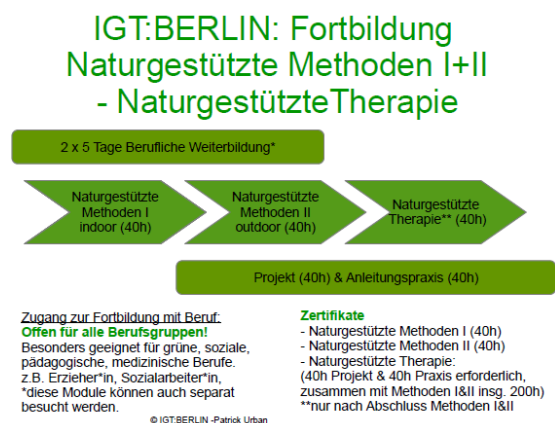 IGT:BERLIN: Fortbildung
Naturgestützte Methoden I+II
- NaturgestützteTherapie
2 x 5 Tage Berufliche Weiterbildung*
Naturgestützte
Methoden I
indoor (40h)
Naturgestützte
Methoden II
outdoor (40h)
Naturgestützte
Therapie** (40h)
Projekt (40h) & Anleitungspraxis (40h)
Zugang zur Fortbildung mit Beruf:
Offen für alle Berufsgruppen!
Besonders geeignet für grüne, soziale,
pädagogische, medizinische Berufe.
z.B. Erzieher*in, Sozialarbeiter*in,
*diese Module können auch separat
besucht werden.
Zertifikate
- Naturgestützte Methoden I (40h)
- Naturgestützte Methoden II (40h)
- Naturgestützte Therapie:
(40h Projekt & 40h Praxis erforderlich,
zusammen mit Methoden I&II insg. 200h)
**nur nach Abschluss Methoden I&II
© IGT:BERLIN -Patrick Urban